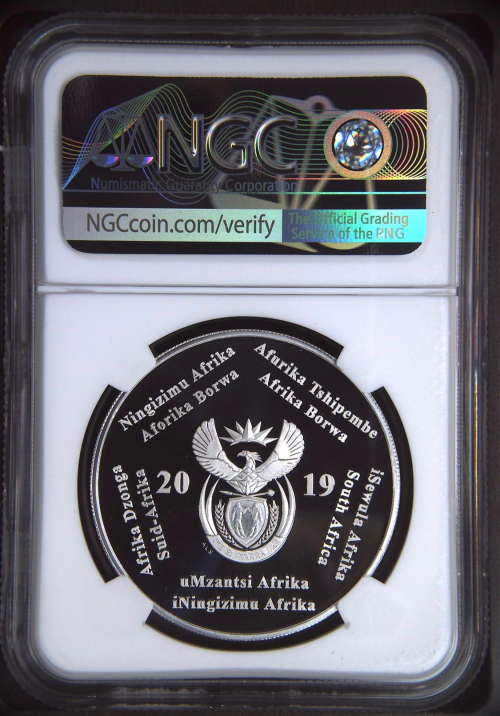 NGC
Numismatic Guaranty Corporation
NGCcoin.com/verify
The Official Grading
Service of the PNG
Ningizimu Afrika
Aforika Borwa
Afurika Tshipembe
Afrika Borwa
Afrika Dzonga
Suid-Afrika
20 19
iSewula Afrika
South Africa
uMzantsi Afrika
iNingizimu Afrika